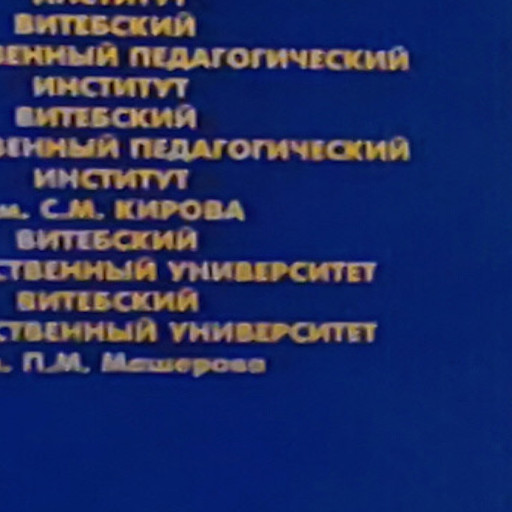 ИНСТИТУТ
ВИТЕБСКИЙ
ВЕННЫЙ ПЕДАГОГИЧЕСКИЙ
ИНСТИТУТ
ВИТЕБСКИЙ
ВЕННЫЙ ПЕДАГОГИЧЕСКИЙ
ИНСТИТУТ
м. С.М. КИРОВА
ВИТЕБСКИЙ
СТВЕННЫЙ УНИВЕРСИТЕТ
ВИТЕБСКИЙ
СТВЕННЫЙ УНИВЕРСИТЕТ
. П.М. Машерова